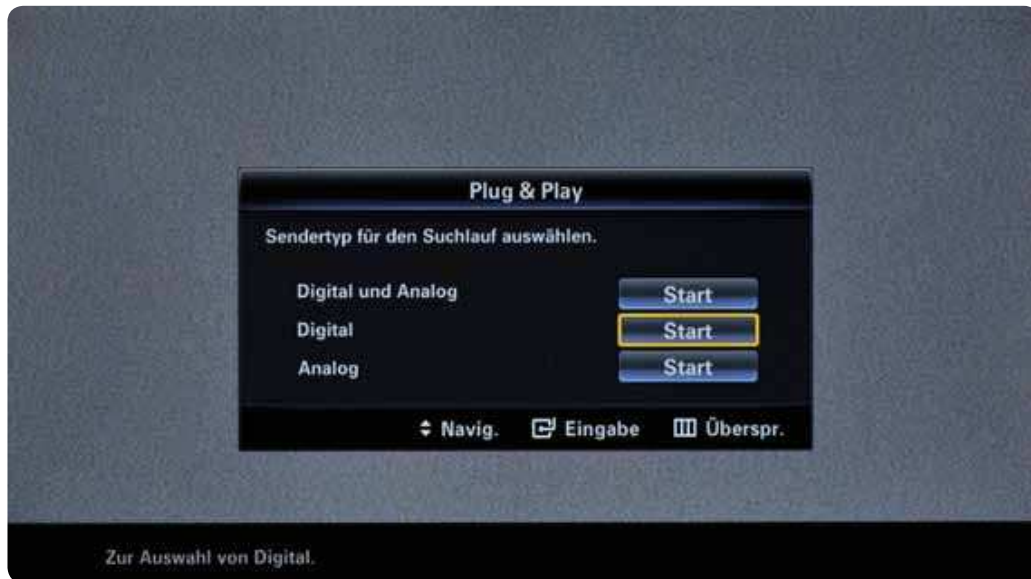 Plug & Play
Sendertyp für den Suchlauf auswählen.
Digital und Analog Start
Digital Start
Analog Start
Navig. Eingabe Überspr.
Zur Auswahl von Digital.